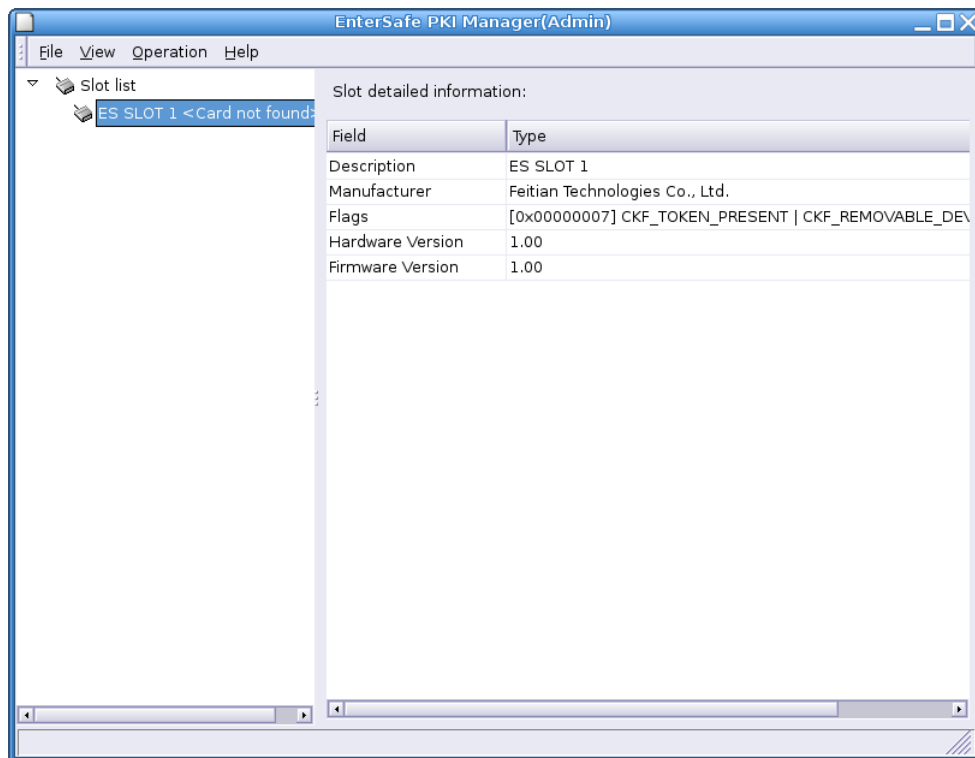 EnterSafe PKI Manager(Admin)
File View Operation Help
Slot list
ES SLOT 1 <Card not found>
Slot detailed information:
Field Type
Description ES SLOT 1
Manufacturer Feitian Technologies Co., Ltd.
Flags [0x00000007] CKF_TOKEN_PRESENT | CKF_REMOVABLE_DE
Hardware Version 1.00
Firmware Version 1.00